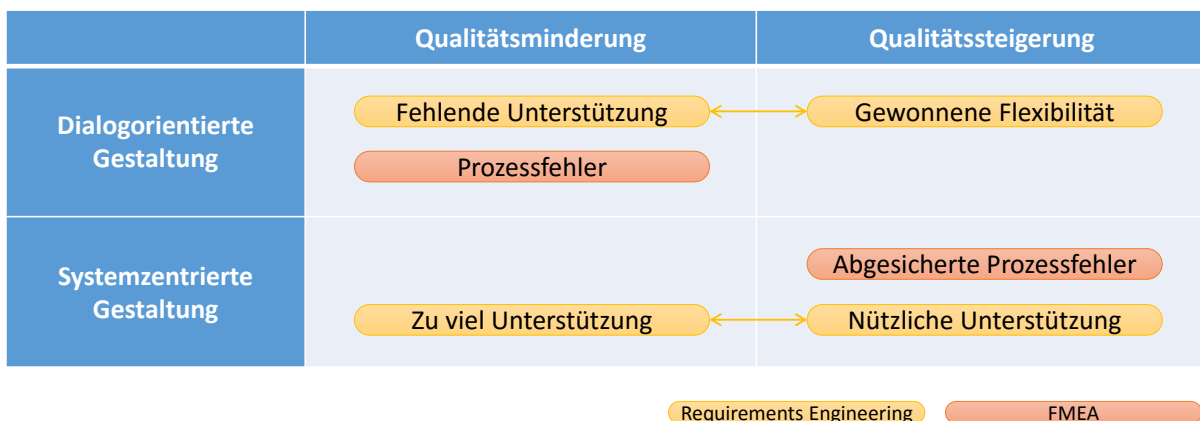 Qualitätsminderung
Qualitätssteigerung
Dialogorientierte
Gestaltung
Fehlende Unterstützung
Gewonnene Flexibilität
Prozessfehler
Systemzentrierte
Gestaltung
Abgesicherte Prozessfehler
Zu viel Unterstützung
Nützliche Unterstützung
Requirements Engineering
FMEA